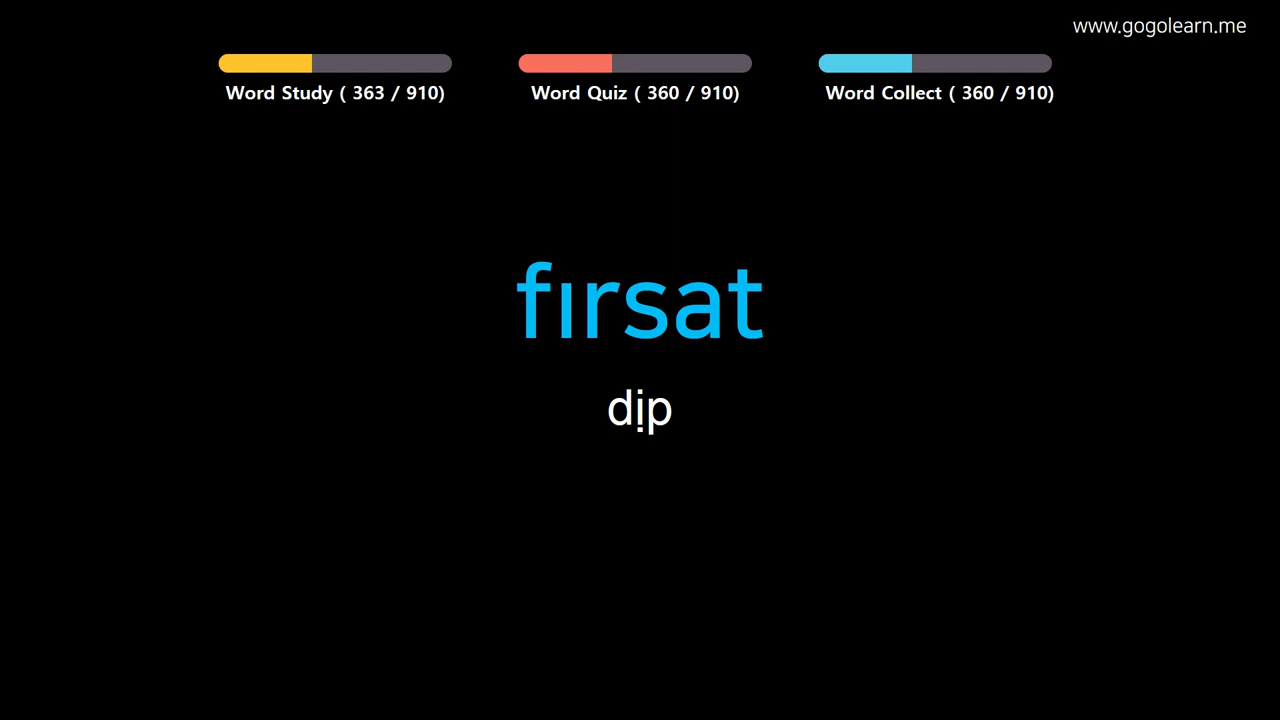 www.gogolearn.me
Word Study ( 363 / 910)
Word Quiz ( 360 / 910)
Word Collect ( 360 / 910)
fırsat
dịp